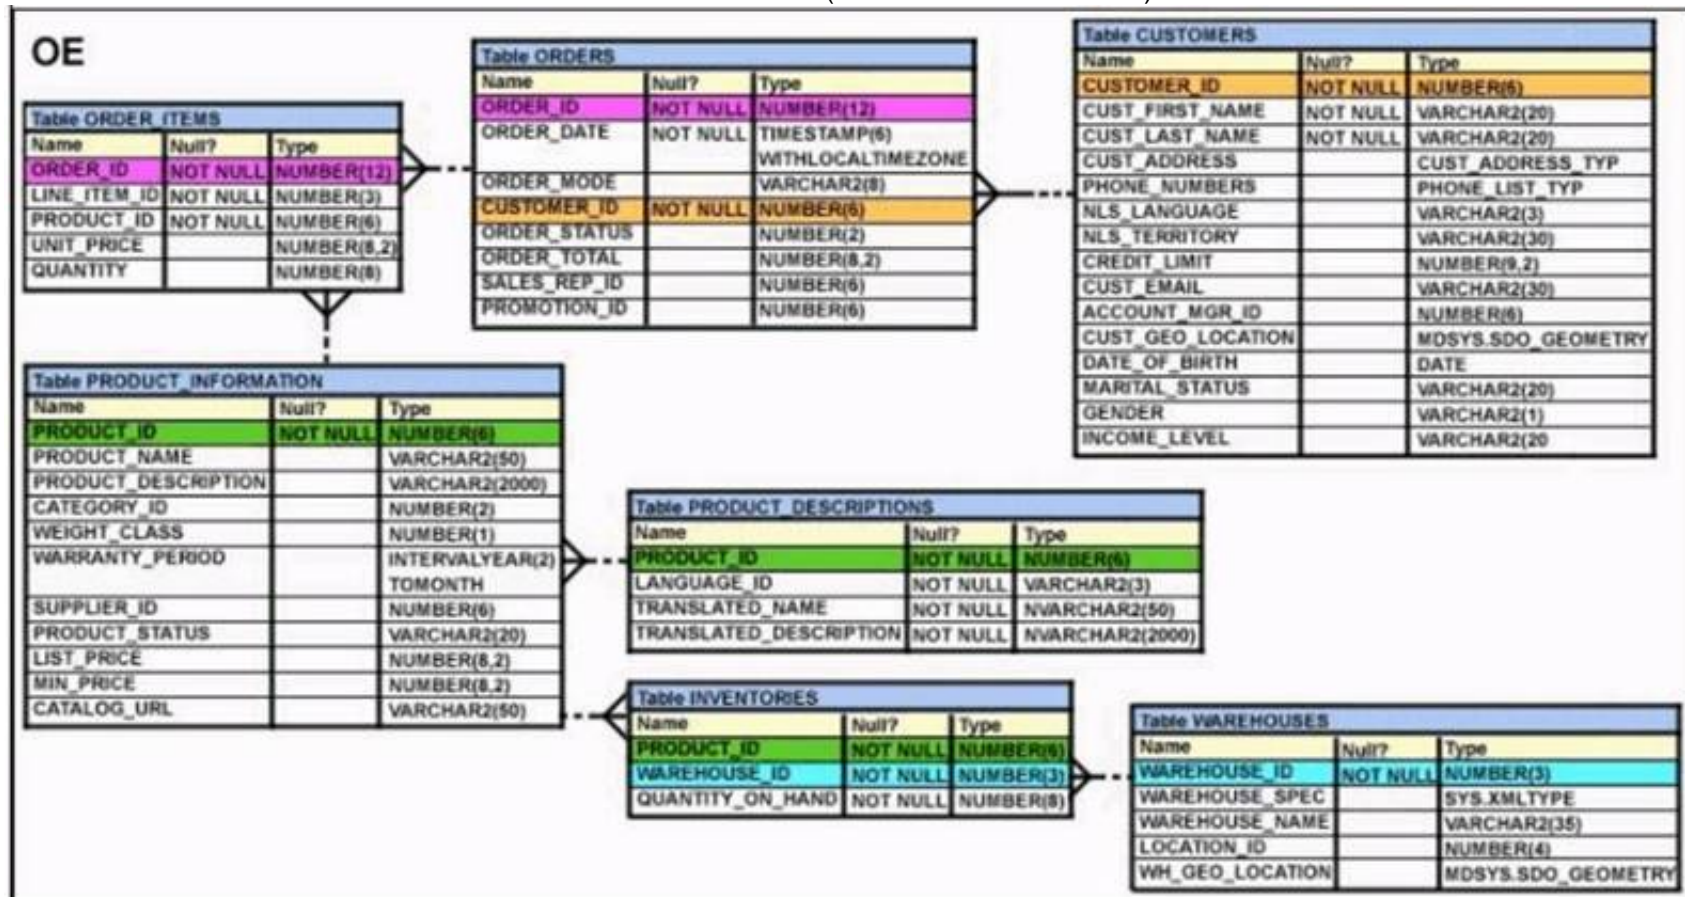 OE
Table ORDER_ITEMS
Name Null? Type
ORDER_ID NOT NULL NUMBER(12)
LINE_ITEM_ID NOT NULL NUMBER(3)
PRODUCT_ID NOT NULL NUMBER(6)
UNIT_PRICE NUMBER(8,2)
QUANTITY NUMBER(8)
Table ORDERS
Name Null? Type
ORDER_ID NOT NULL NUMBER(12)
ORDER_DATE NOT NULL TIMESTAMP(6)
WITHLOCALTIMEZONE
ORDER_MODE VARCHAR2(8)
CUSTOMER_ID NOT NULL NUMBER(6)
ORDER_STATUS NUMBER(2)
ORDER_TOTAL NUMBER(8,2)
SALES_REP_ID NUMBER(6)
PROMOTION_ID NUMBER(6)
Table CUSTOMERS
Name Null? Type
CUSTOMER_ID NOT NULL NUMBER(6)
CUST_FIRST_NAME NOT NULL VARCHAR2(20)
CUST_LAST_NAME NOT NULL VARCHAR2(20)
CUST_ADDRESS CUST_ADDRESS_TYP
PHONE_NUMBERS PHONE_LIST_TYP
NLS_LANGUAGE VARCHAR2(3)
NLS_TERRITORY VARCHAR2(30)
CREDIT_LIMIT NUMBER(9,2)
CUST_EMAIL VARCHAR2(30)
ACCOUNT_MGR_ID NUMBER(6)
CUST_GEO_LOCATION MDSYS.SDO_GEOMETRY
DATE_OF_BIRTH DATE
MARITAL_STATUS VARCHAR2(20)
GENDER VARCHAR2(1)
INCOME_LEVEL VARCHAR2(20
Table PRODUCT_INFORMATION
Name Null? Type
PRODUCT_ID NOT NULL NUMBER(6)
PRODUCT_NAME VARCHAR2(50)
PRODUCT_DESCRIPTION VARCHAR2(2000)
CATEGORY_ID NUMBER(2)
WEIGHT_CLASS NUMBER(1)
WARRANTY_PERIOD INTERVALYEAR(2)
TOMONTH
SUPPLIER_ID NUMBER(6)
PRODUCT_STATUS VARCHAR2(20)
LIST_PRICE NUMBER(8,2)
MIN_PRICE NUMBER(8,2)
CATALOG_URL VARCHAR2(50)
Table PRODUCT_DESCRIPTIONS
Name Null? Type
PRODUCT_ID NOT NULL NUMBER(6)
LANGUAGE_ID NOT NULL VARCHAR2(3)
TRANSLATED_NAME NOT NULL NVARCHAR2(50)
TRANSLATED_DESCRIPTION NOT NULL NVARCHAR2(2000)
Table INVENTORIES
Name Null? Type
PRODUCT_ID NOT NULL NUMBER(6)
WAREHOUSE_ID NOT NULL NUMBER(3)
QUANTITY_ON_HAND NOT NULL NUMBER(8)
Table WAREHOUSES
Name Null? Type
WAREHOUSE_ID NOT NULL NUMBER(3)
WAREHOUSE_SPEC SYS.XMLTYPE
WAREHOUSE_NAME VARCHAR2(35)
LOCATION_ID NUMBER(4)
WH_GEO_LOCATION MDSYS.SDO_GEOMETRY